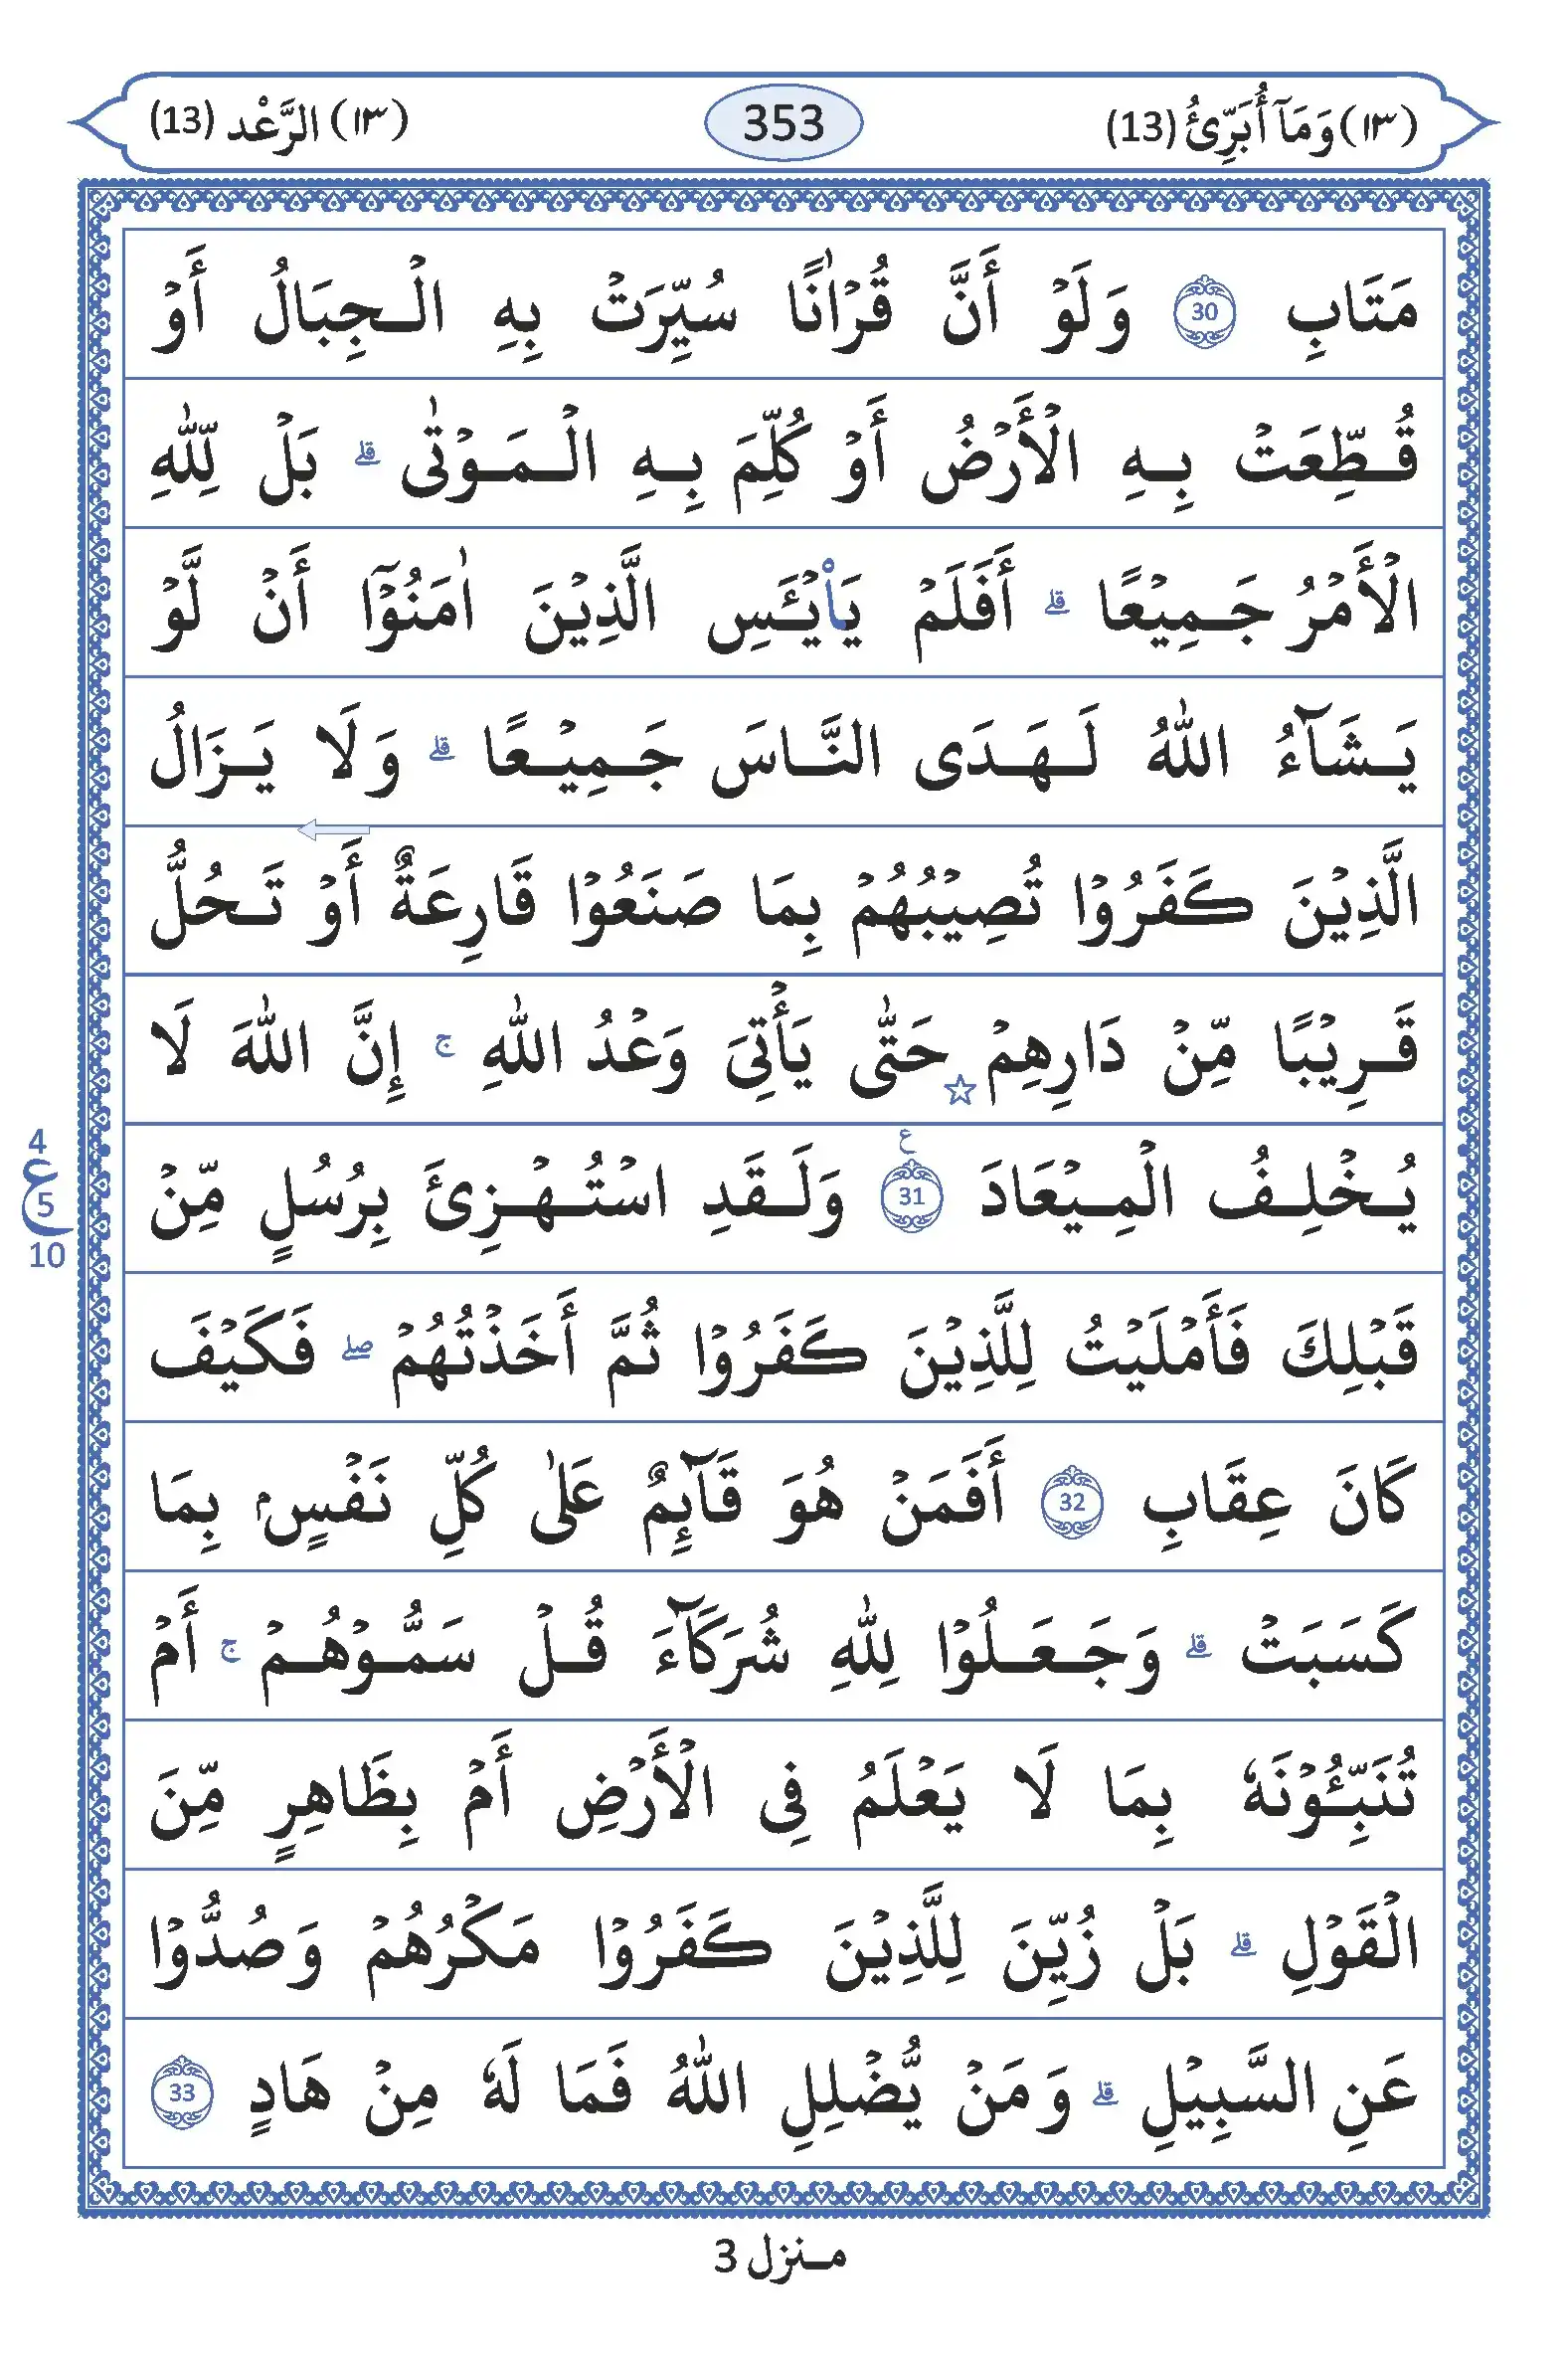 (١٣) وَمَآ أُبَرِّئُ (13)
353
(١٣) الرَّعْد (13)
مَتَابِ 30 وَلَوْ أَنَّ قُرْاٰنًا سُيِّرَتْ بِهِ الْجِبَالُ أَوْ
قُطِّعَتْ بِهِ الْأَرْضُ أَوْ كُلِّمَ بِهِ الْمَوْتٰى ۗ بَلْ لِّلّٰهِ
الْأَمْرُ جَمِيْعًا ۗ أَفَلَمْ يَا۟يْـَٔسِ الَّذِيْنَ اٰمَنُوْٓا أَنْ لَّوْ
يَشَآءُ اللّٰهُ لَهَدَى النَّاسَ جَمِيْعًا ۗ وَلَا يَزَالُ
الَّذِيْنَ كَفَرُوْا تُصِيْبُهُمْ بِمَا صَنَعُوْا قَارِعَةٌ أَوْ تَحُلُّ
قَرِيْبًا مِّنْ دَارِهِمْ ☆ حَتّٰى يَأْتِىَ وَعْدُ اللّٰهِ ۚ إِنَّ اللّٰهَ لَا
يُخْلِفُ الْمِيْعَادَ 31 ع وَلَقَدِ اسْتُهْزِئَ بِرُسُلٍ مِّنْ
4
ع 5
10
قَبْلِكَ فَأَمْلَيْتُ لِلَّذِيْنَ كَفَرُوْا ثُمَّ أَخَذْتُهُمْ ۖ فَكَيْفَ
كَانَ عِقَابِ 32 أَفَمَنْ هُوَ قَآئِمٌ عَلٰى كُلِّ نَفْسٍۭ بِمَا
كَسَبَتْ ۗ وَجَعَلُوْا لِلّٰهِ شُرَكَآءَ قُلْ سَمُّوْهُمْ ۚ أَمْ
تُنَبِّـُٔوْنَهٗ بِمَا لَا يَعْلَمُ فِى الْأَرْضِ أَمْ بِظَاهِرٍ مِّنَ
الْقَوْلِ ۗ بَلْ زُيِّنَ لِلَّذِيْنَ كَفَرُوْا مَكْرُهُمْ وَصُدُّوْا
عَنِ السَّبِيْلِ ۗ وَمَنْ يُّضْلِلِ اللّٰهُ فَمَا لَهٗ مِنْ هَادٍ 33
منزل 3